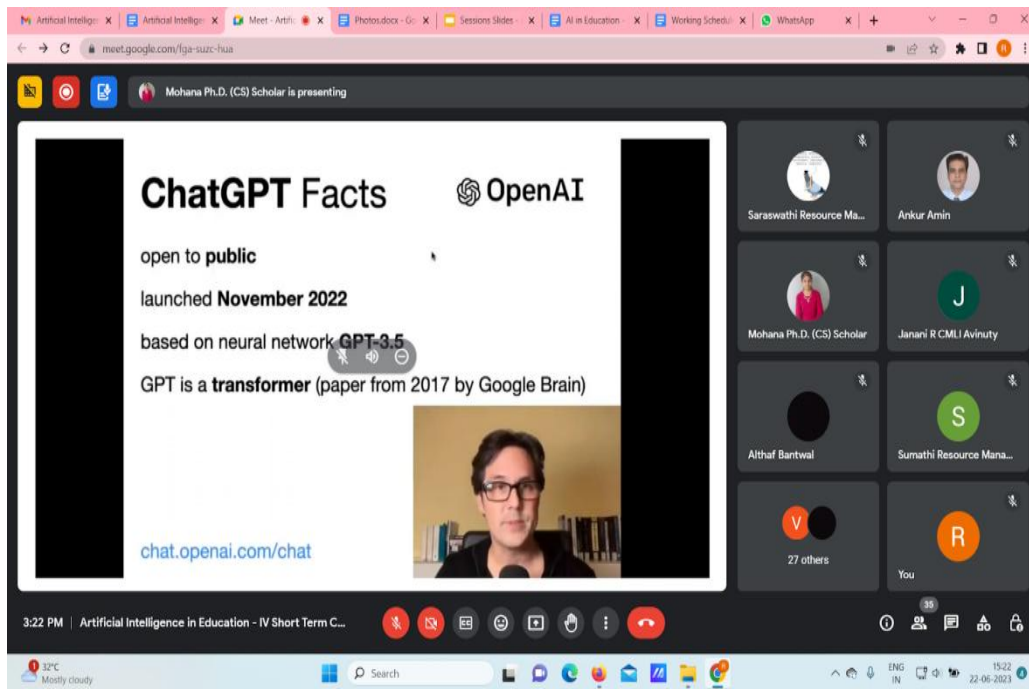 Artificial Intellige
Artificial Intellige
Meet - Artific
Photos.docx - Go
Sessions Slides -
AI in Education -
Working Schedul
WhatsApp
meet.google.com/fga-suzc-hua
R
Mohana Ph.D. (CS) Scholar is presenting
ChatGPT Facts
OpenAI
open to public
launched November 2022
based on neural network GPT-3.5
GPT is a transformer (paper from 2017 by Google Brain)
chat.openai.com/chat
Saraswathi Resource Ma...
Ankur Amin
Mohana Ph.D. (CS) Scholar
J
Janani R CMLI Avinuty
Althaf Bantwal
S
Sumathi Resource Mana...
V
27 others
R
You
3:22 PM | Artificial Intelligence in Education - IV Short Term C...
CC
35
1
32°C
Mostly cloudy
Search
ENG
IN
15:22
22-06-2023